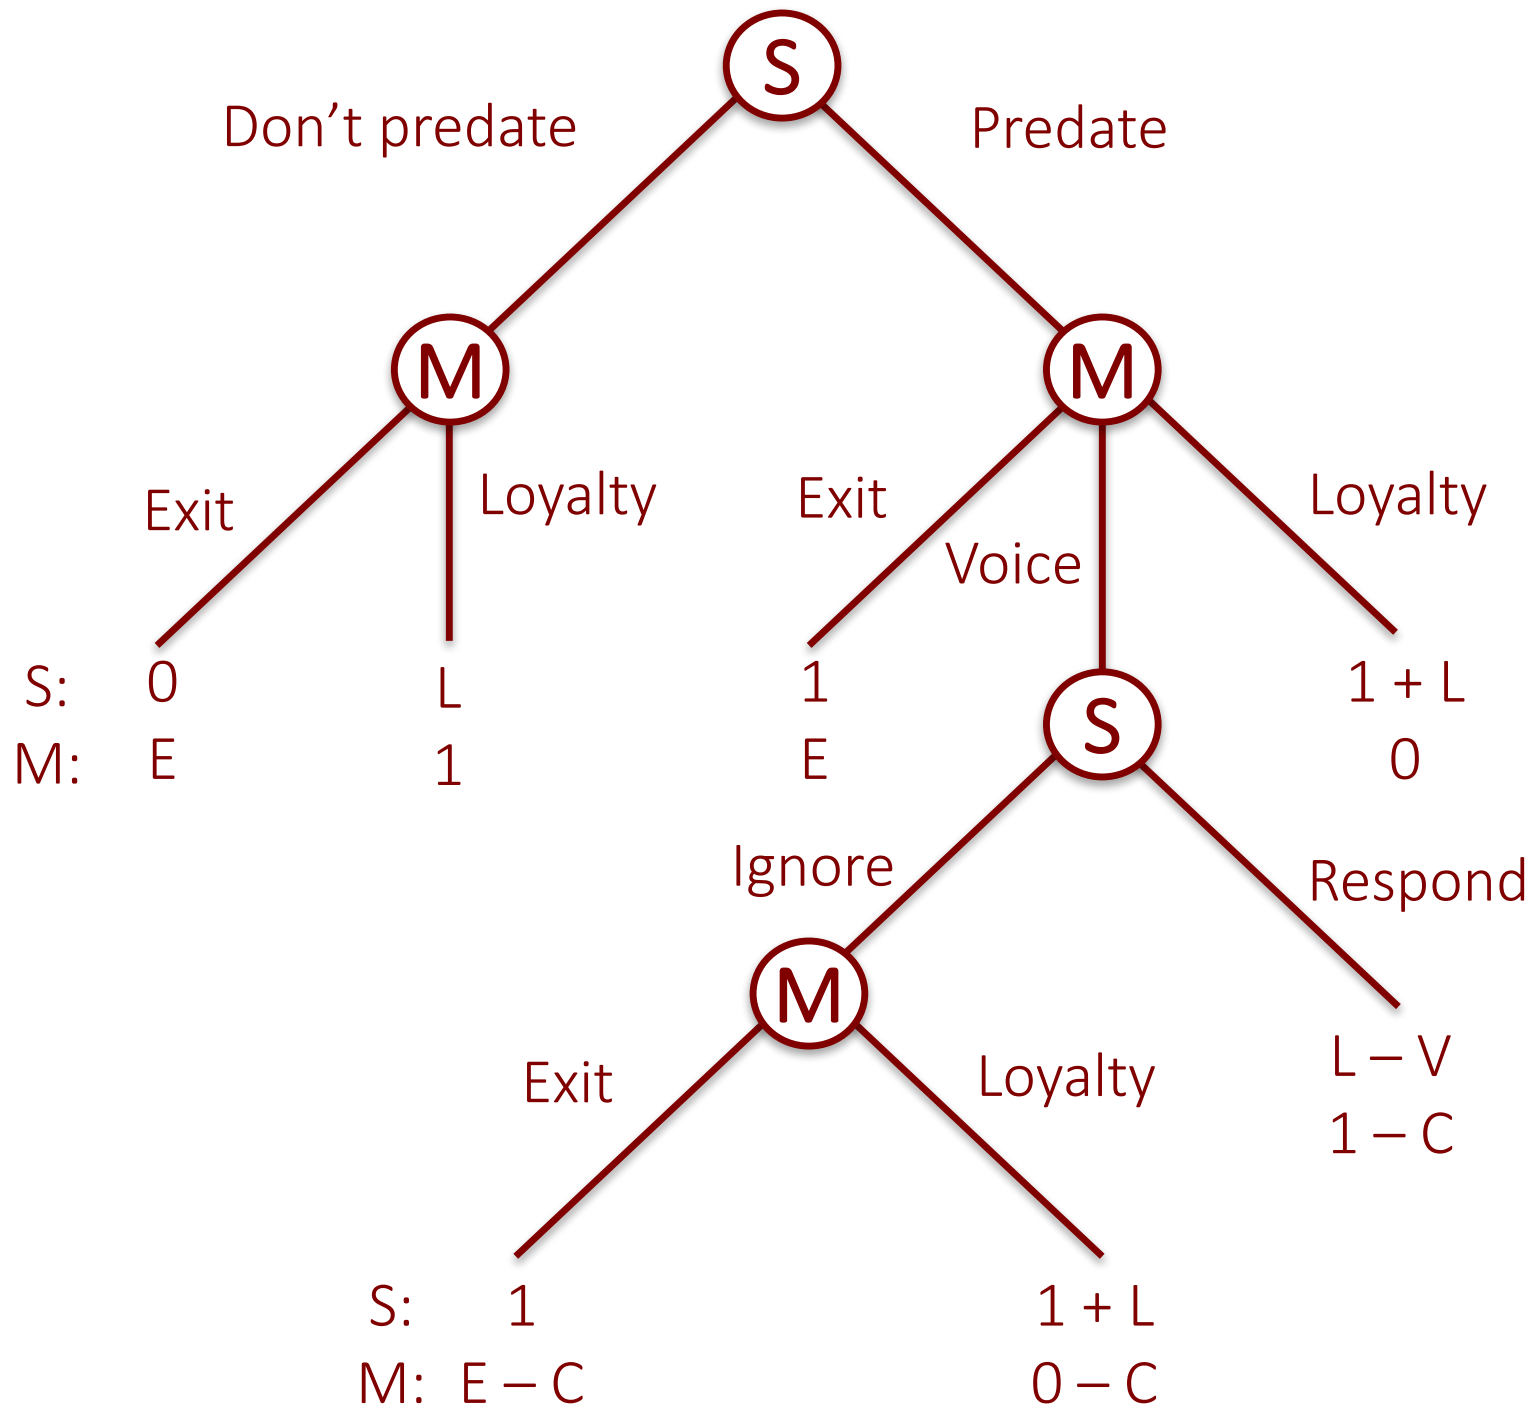 S
Don’t predate
Predate
M
M
Exit
Loyalty
Exit
Voice
Loyalty
S: 0 L 1 1 + L
M: E 1 E 0
S
Ignore
Respond
M
L – V
1 – C
Exit
Loyalty
S: 1 1 + L
M: E – C 0 – C